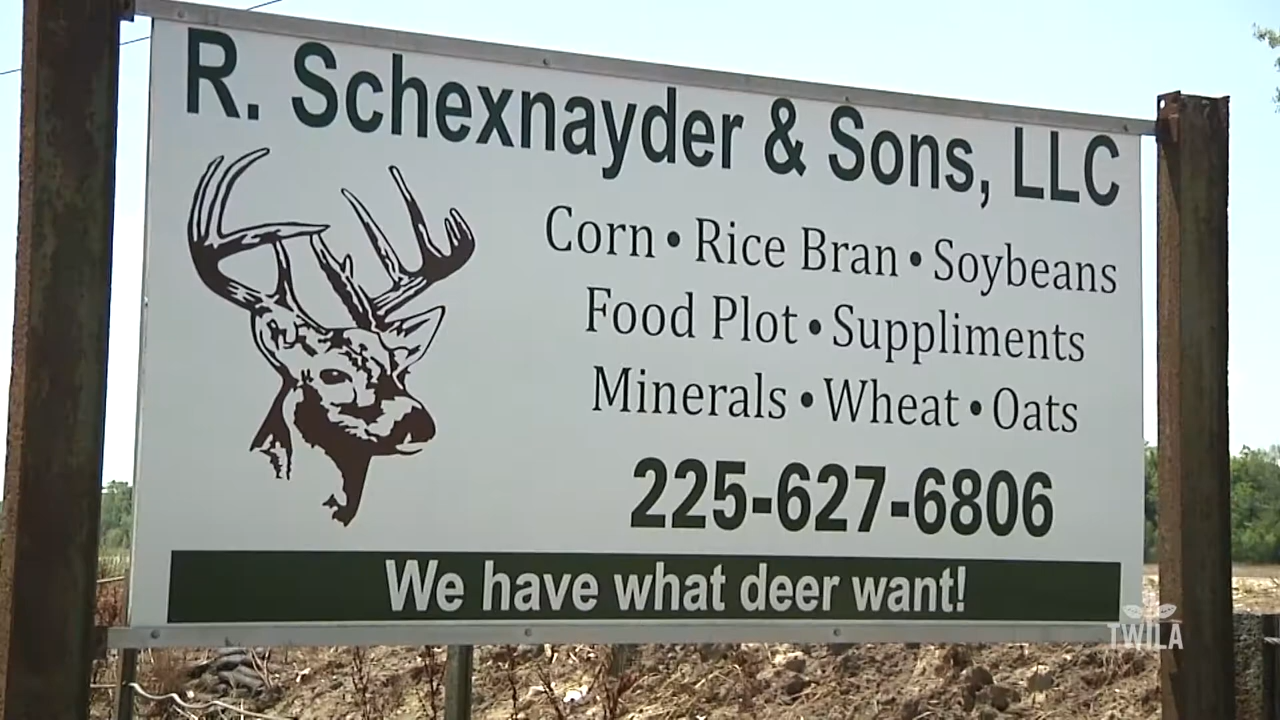 R. Schexnayder & Sons, LLC
Corn • Rice Bran • Soybeans
Food Plot • Suppliments
Minerals • Wheat • Oats
225-627-6806
We have what deer want!
TWILA